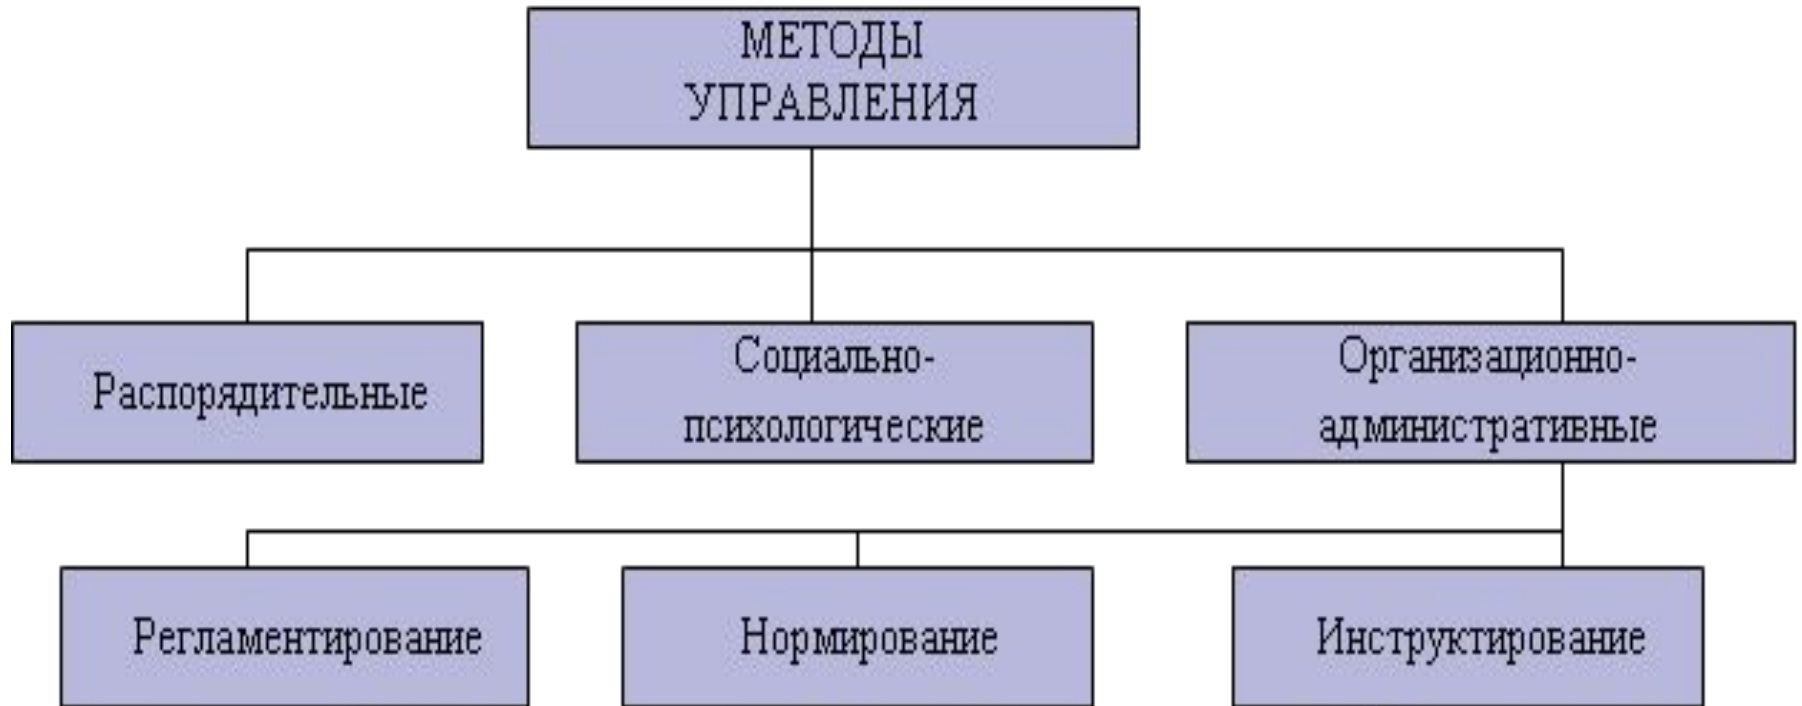 МЕТОДЫ
УПРАВЛЕНИЯ
Распорядительные
Социально-
психологические
Организационно-
административные
Регламентирование
Нормирование
Инструктирование